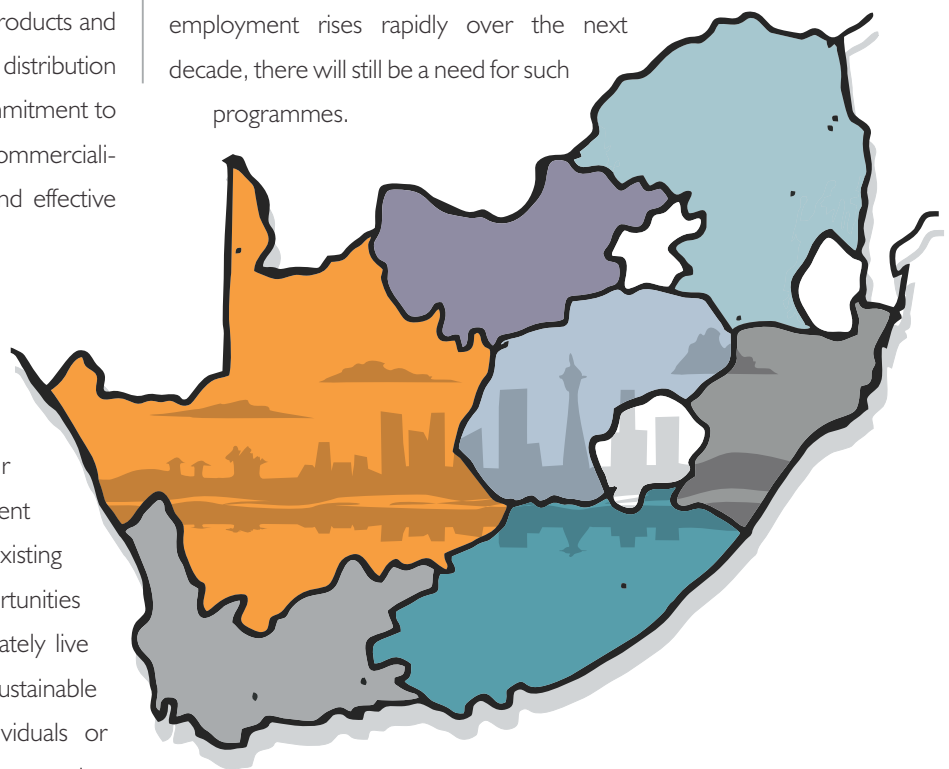 roducts and
distribution
mmitment to
ommerciali-
nd effective
r
ent
xisting
rtunities
ately live
ustainable
viduals or
employment rises rapidly over the next
decade, there will still be a need for such
programmes.